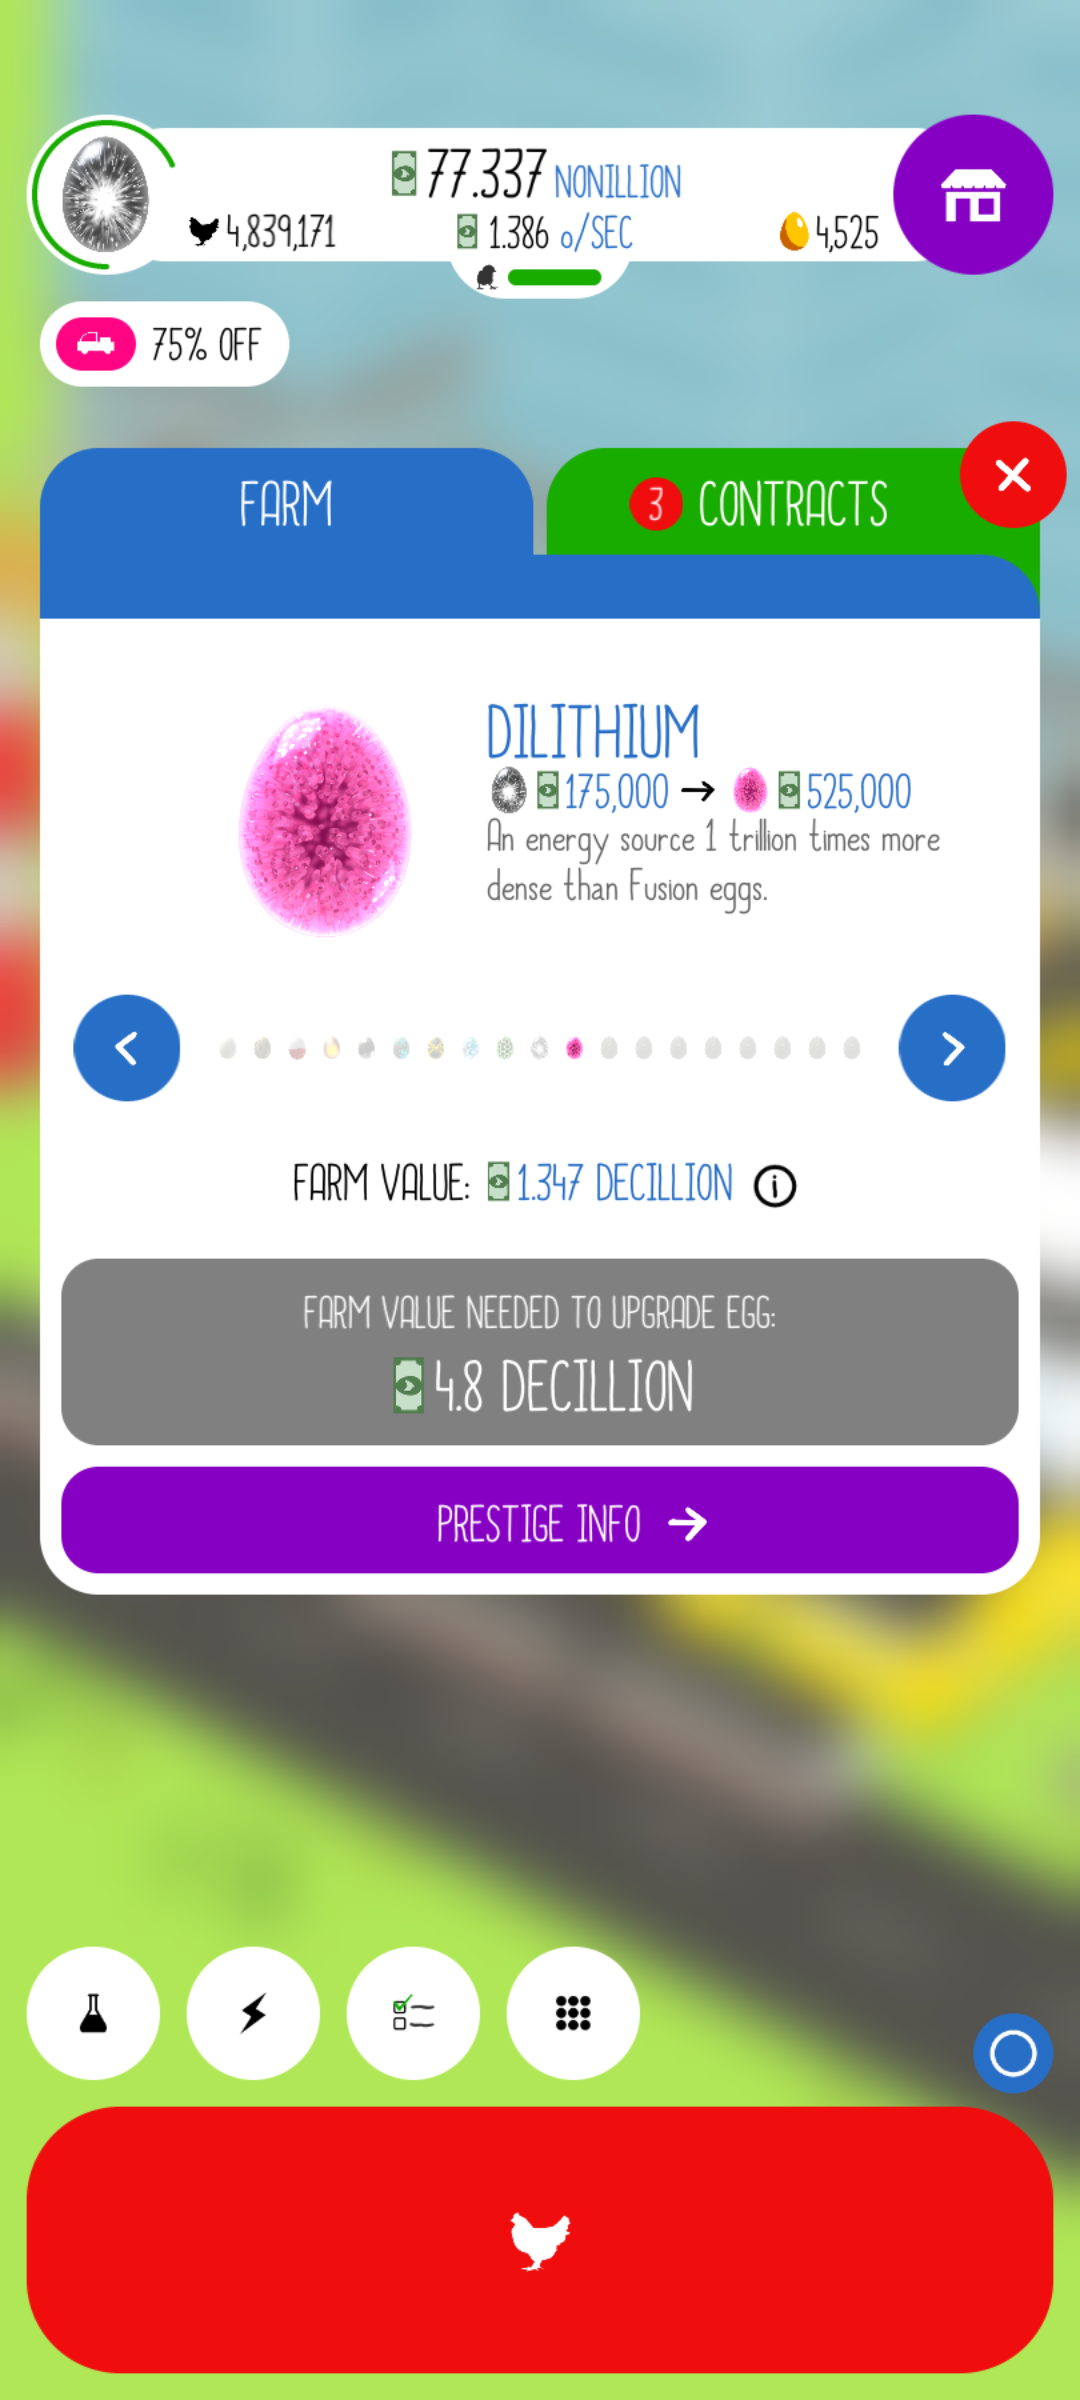 77.337 NONILLION
4,839,171
1.386 o/SEC
4,525
75% OFF
FARM
3 CONTRACTS
DILITHIUM
175,000 → 525,000
An energy source 1 trillion times more
dense than Fusion eggs.
FARM VALUE: 1.347 DECILLION
FARM VALUE NEEDED TO UPGRADE EGG:
4.8 DECILLION
PRESTIGE INFO →